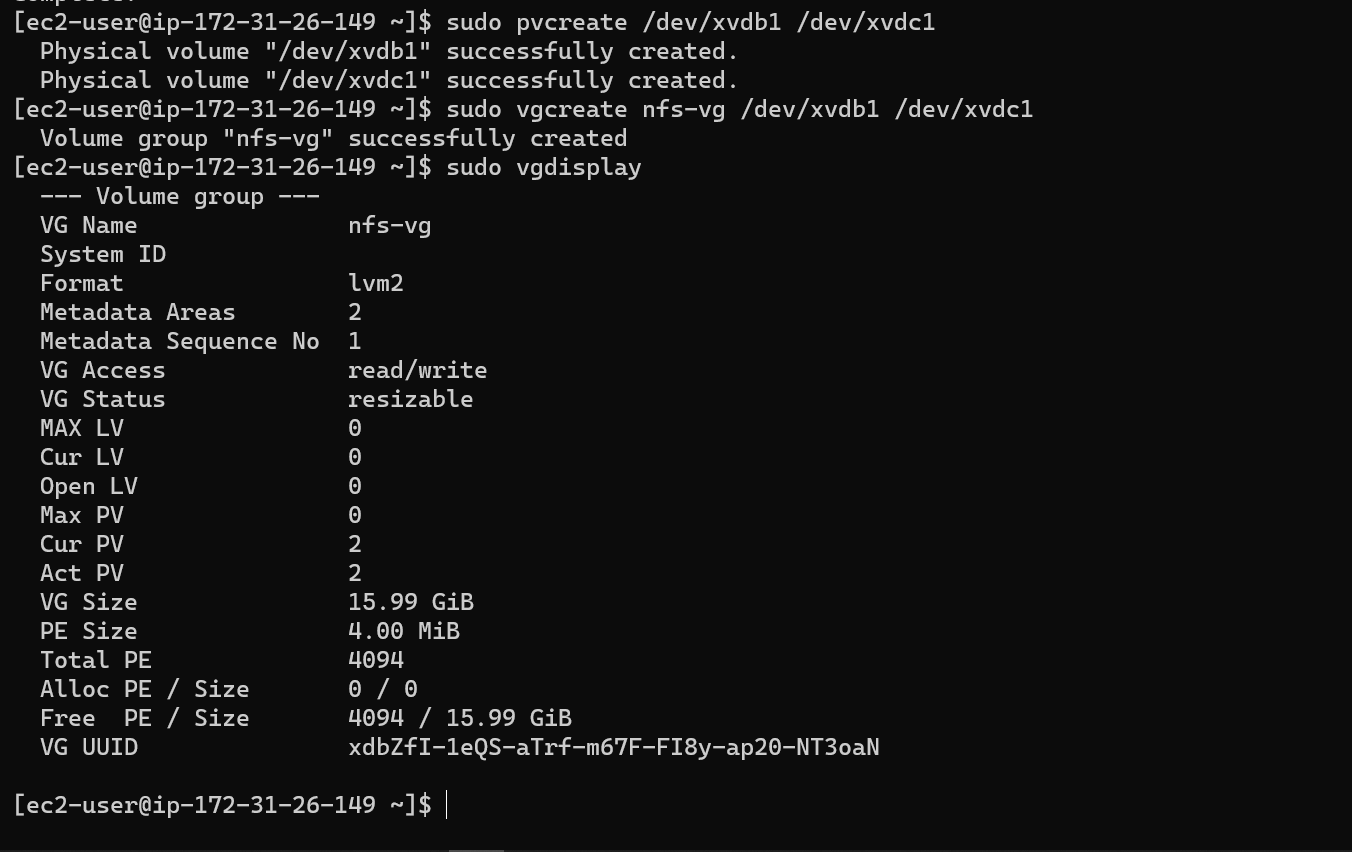 [ec2-user@ip-172-31-26-149 ~]$ sudo pvcreate /dev/xvdb1 /dev/xvdc1
  Physical volume "/dev/xvdb1" successfully created.
  Physical volume "/dev/xvdc1" successfully created.
[ec2-user@ip-172-31-26-149 ~]$ sudo vgcreate nfs-vg /dev/xvdb1 /dev/xvdc1
  Volume group "nfs-vg" successfully created
[ec2-user@ip-172-31-26-149 ~]$ sudo vgdisplay
  --- Volume group ---
  VG Name               nfs-vg
  System ID
  Format                lvm2
  Metadata Areas        2
  Metadata Sequence No  1
  VG Access             read/write
  VG Status             resizable
  MAX LV                0
  Cur LV                0
  Open LV               0
  Max PV                0
  Cur PV                2
  Act PV                2
  VG Size               15.99 GiB
  PE Size               4.00 MiB
  Total PE              4094
  Alloc PE / Size       0 / 0
  Free  PE / Size       4094 / 15.99 GiB
  VG UUID               xdbZfI-1eQS-aTrf-m67F-FI8y-ap20-NT3oaN
[ec2-user@ip-172-31-26-149 ~]$